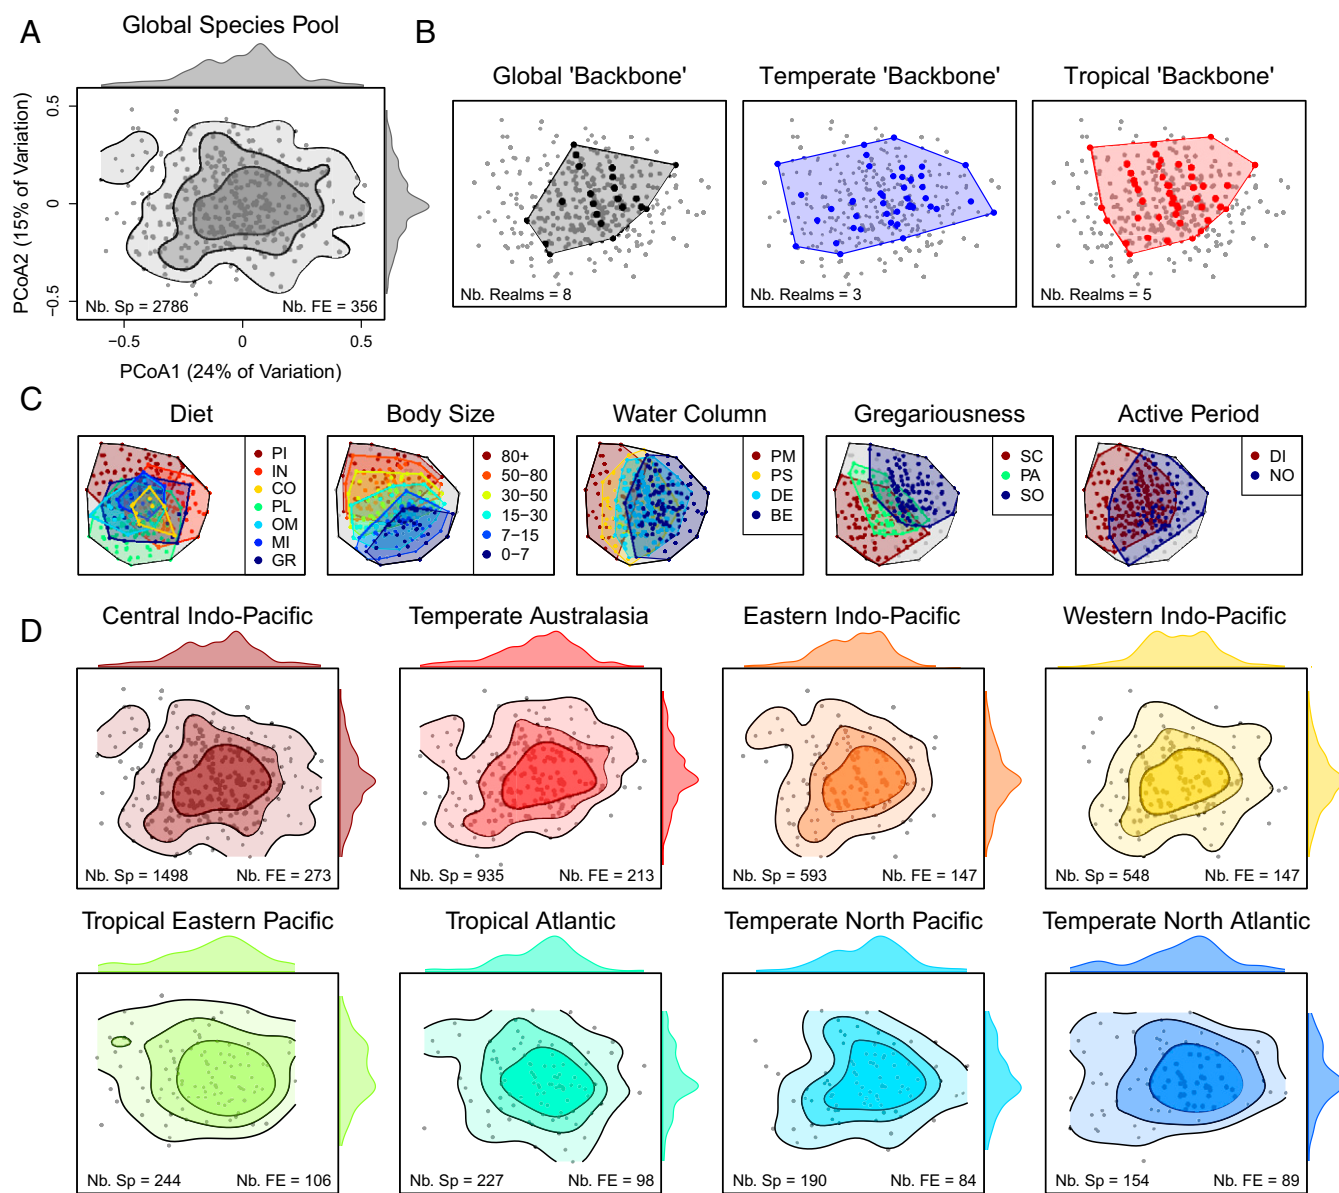 A
Global Species Pool
PCoA2 (15% of Variation)
0.5
0
−0.5
Nb. Sp = 2786
Nb. FE = 356
−0.5
0
0.5
PCoA1 (24% of Variation)
B
Global 'Backbone'
Nb. Realms = 8
Temperate 'Backbone'
Nb. Realms = 3
Tropical 'Backbone'
Nb. Realms = 5
C
Diet
PI
IN
CO
PL
OM
MI
GR
Body Size
80+
50−80
30−50
15−30
7−15
0−7
Water Column
PM
PS
DE
BE
Gregariousness
SC
PA
SO
Active Period
DI
NO
D
Central Indo-Pacific
Nb. Sp = 1498
Nb. FE = 273
Temperate Australasia
Nb. Sp = 935
Nb. FE = 213
Eastern Indo-Pacific
Nb. Sp = 593
Nb. FE = 147
Western Indo-Pacific
Nb. Sp = 548
Nb. FE = 147
Tropical Eastern Pacific
Nb. Sp = 244
Nb. FE = 106
Tropical Atlantic
Nb. Sp = 227
Nb. FE = 98
Temperate North Pacific
Nb. Sp = 190
Nb. FE = 84
Temperate North Atlantic
Nb. Sp = 154
Nb. FE = 89